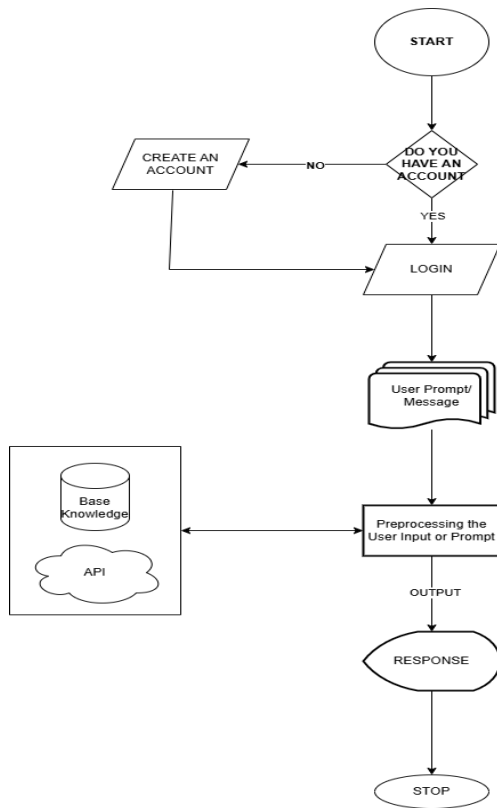 START
DO YOU
HAVE AN
ACCOUNT
NO
CREATE AN
ACCOUNT
YES
LOGIN
User Prompt/
Message
Base
Knowledge
API
Preprocessing the
User Input or Prompt
OUTPUT
RESPONSE
STOP